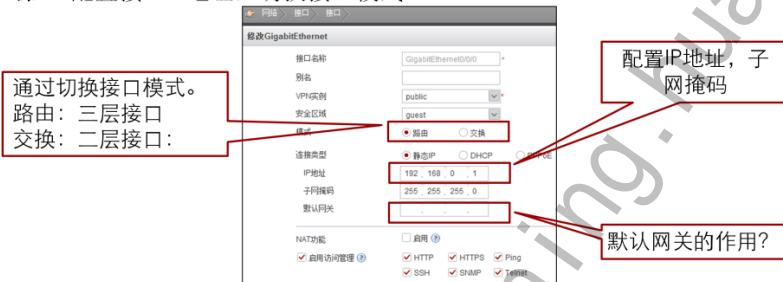 网络 接口 接口
修改GigabitEthernet
接口名称 GigabitEthernet0/0/0 *
别名
VPN实例 public *
安全区域 guest
模式 路由 交换
连接类型 静态IP DHCP
IP地址 192 . 168 . 0 . 1
子网掩码 255 . 255 . 255 . 0
默认网关
NAT功能 启用
启用访问管理 HTTP HTTPS Ping
SSH SNMP Telnet
通过切换接口模式。
路由：三层接口
交换：二层接口：
配置IP地址，子
网掩码
默认网关的作用？